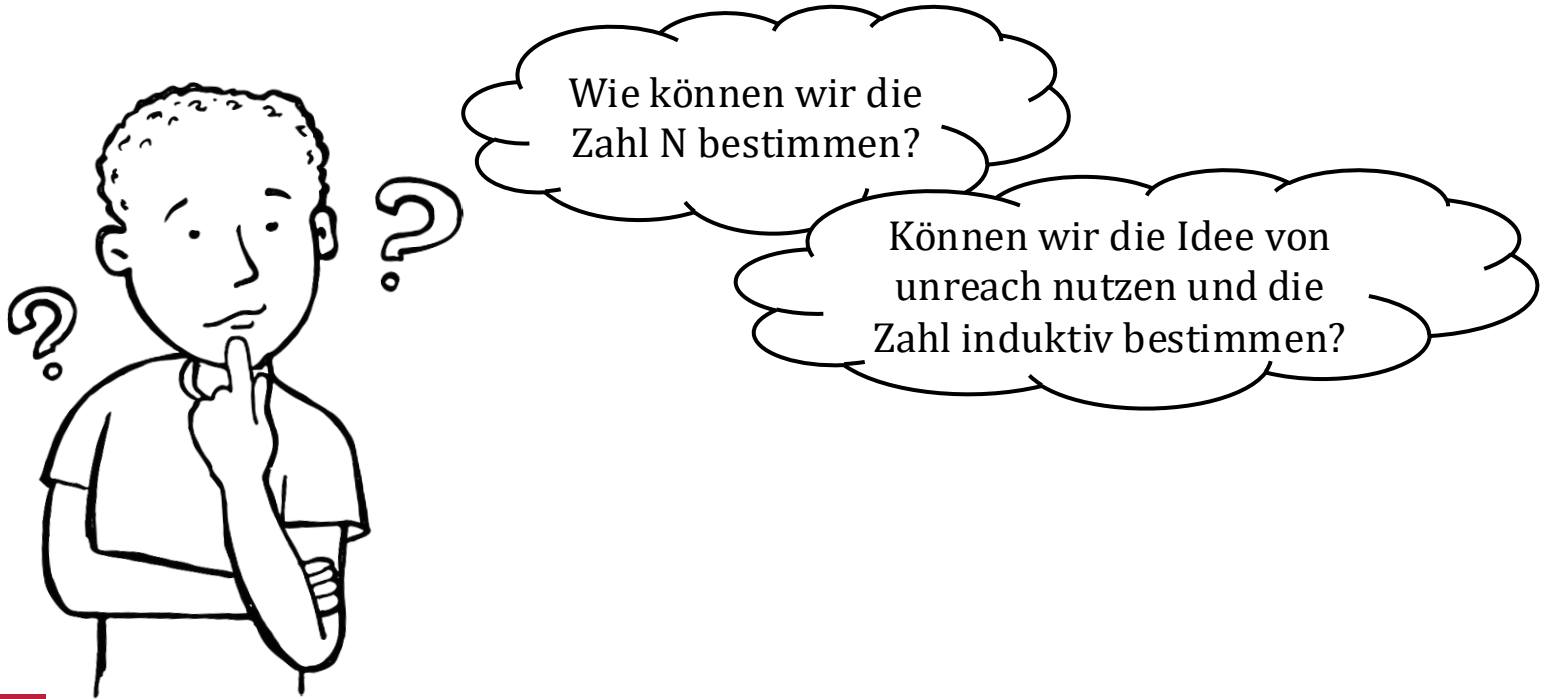 Wie können wir die
Zahl N bestimmen?
Können wir die Idee von
unreach nutzen und die
Zahl induktiv bestimmen?